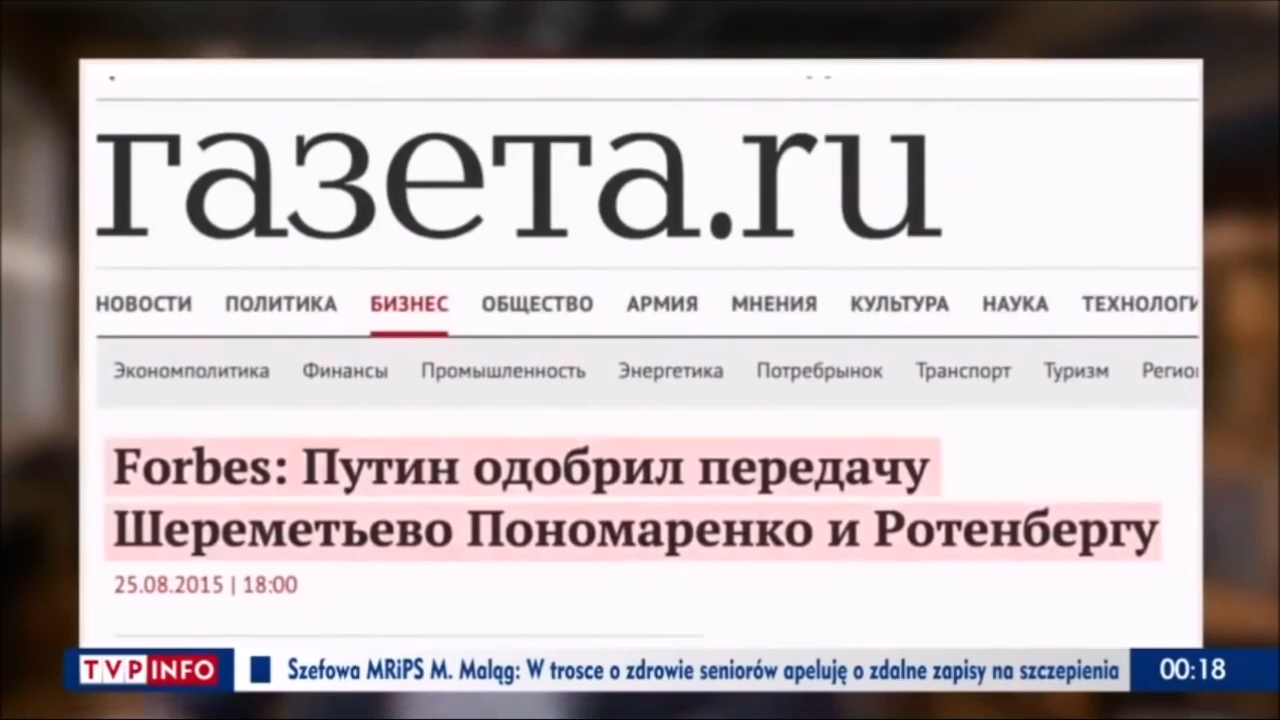 газета.ru
НОВОСТИ ПОЛИТИКА БИЗНЕС ОБЩЕСТВО АРМИЯ МНЕНИЯ КУЛЬТУРА НАУКА ТЕХНОЛОГИ
Экономполитика Финансы Промышленность Энергетика Потребрынок Транспорт Туризм Регио
Forbes: Путин одобрил передачу
Шереметьево Пономаренко и Ротенбергу
25.08.2015 | 18:00
TVP INFO Szefowa MRiPS M. Maląg: W trosce o zdrowie seniorów apeluję o zdalne zapisy na szczepienia 00:18